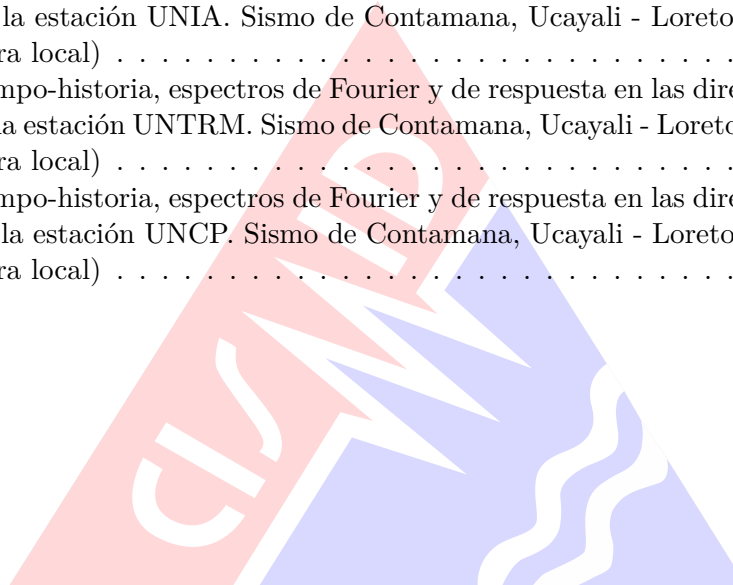 la estación UNIA. Sismo de Contamana, Ucayali - Loreto
ra local) . . . . . . . . . . . . . . . . . . . . . . . . . . . . . .
mpo-historia, espectros de Fourier y de respuesta en las dire
la estación UNTRM. Sismo de Contamana, Ucayali - Loreto
ra local) . . . . . . . . . . . . . . . . . . . . . . . . . . . . . .
mpo-historia, espectros de Fourier y de respuesta en las dire
la estación UNCP. Sismo de Contamana, Ucayali - Loreto
ra local) . . . . . . . . . . . . . . . . . . . . . . . . . . . . . .
CISMID